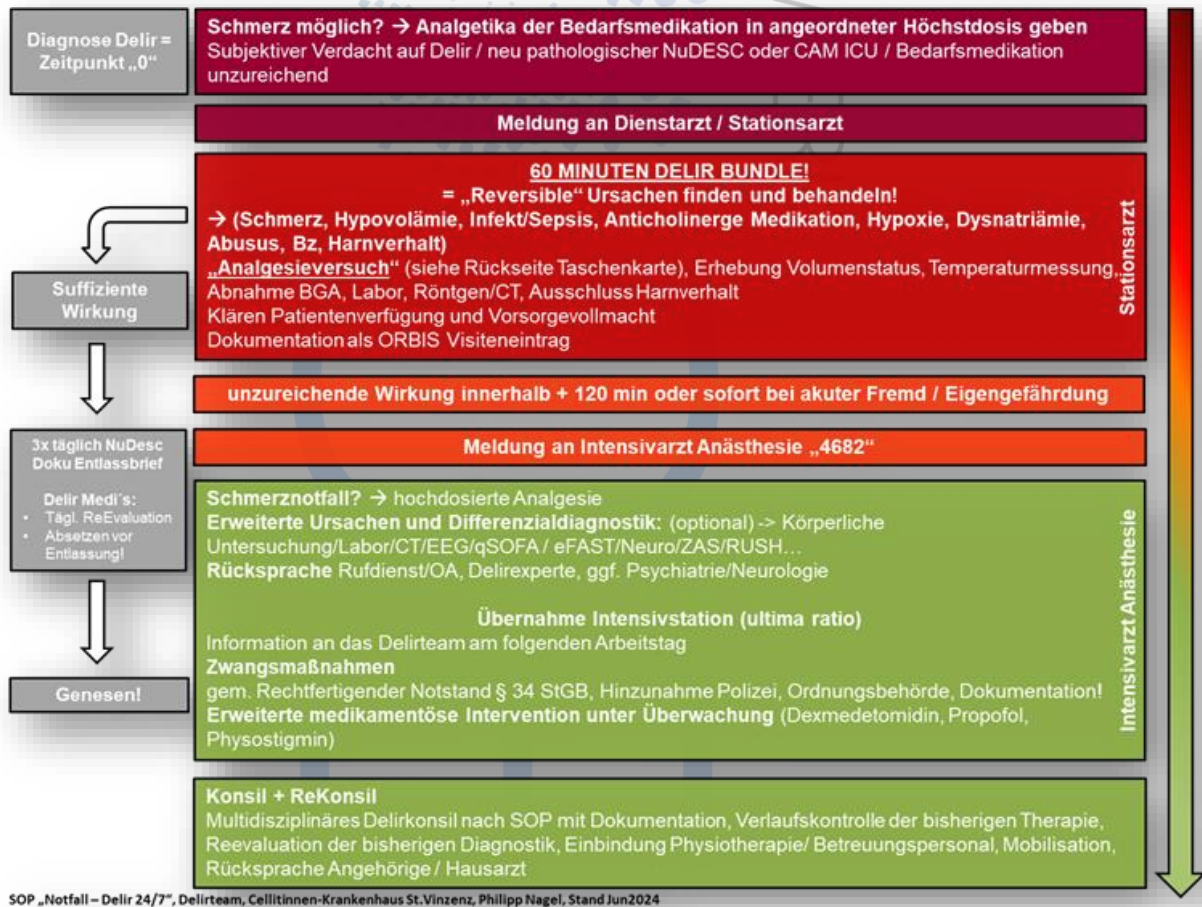 Diagnose Delir =
Zeitpunkt „0“
Schmerz möglich? → Analgetika der Bedarfsmedikation in angeordneter Höchstdosis geben
Subjektiver Verdacht auf Delir / neu pathologischer NuDESC oder CAM ICU / Bedarfsmedikation
unzureichend
Meldung an Dienstarzt / Stationsarzt
60 MINUTEN DELIR BUNDLE!
= „Reversible“ Ursachen finden und behandeln!
→ (Schmerz, Hypovolämie, Infekt/Sepsis, Anticholinerge Medikation, Hypoxie, Dysnatriämie,
Abusus, Bz, Harnverhalt)
„Analgesieversuch“ (siehe Rückseite Taschenkarte), Erhebung Volumenstatus, Temperaturmessung,
Abnahme BGA, Labor, Röntgen/CT, Ausschluss Harnverhalt
Klären Patientenverfügung und Vorsorgevollmacht
Dokumentation als ORBIS Visiteneintrag
Stationsarzt
Suffiziente
Wirkung
unzureichende Wirkung innerhalb + 120 min oder sofort bei akuter Fremd / Eigengefährdung
Meldung an Intensivarzt Anästhesie „4682“
3x täglich NuDesc
Doku Entlassbrief
Delir Medi´s:
• Tägl. ReEvaluation
• Absetzen vor
Entlassung!
Schmerznotfall? → hochdosierte Analgesie
Erweiterte Ursachen und Differenzialdiagnostik: (optional) -> Körperliche
Untersuchung/Labor/CT/EEG/qSOFA / eFAST/Neuro/ZAS/RUSH…
Rücksprache Rufdienst/OA, Delirexperte, ggf. Psychiatrie/Neurologie
Übernahme Intensivstation (ultima ratio)
Information an das Delirteam am folgenden Arbeitstag
Zwangsmaßnahmen
gem. Rechtfertigender Notstand § 34 StGB, Hinzunahme Polizei, Ordnungsbehörde, Dokumentation!
Erweiterte medikamentöse Intervention unter Überwachung (Dexmedetomidin, Propofol,
Physostigmin)
Intensivarzt Anästhesie
Genesen!
Konsil + ReKonsil
Multidisziplinäres Delirkonsil nach SOP mit Dokumentation, Verlaufskontrolle der bisherigen Therapie,
Reevaluation der bisherigen Diagnostik, Einbindung Physiotherapie/ Betreuungspersonal, Mobilisation,
Rücksprache Angehörige / Hausarzt
SOP „Notfall – Delir 24/7“, Delirteam, Cellitinnen-Krankenhaus St.Vinzenz, Philipp Nagel, Stand Jun2024